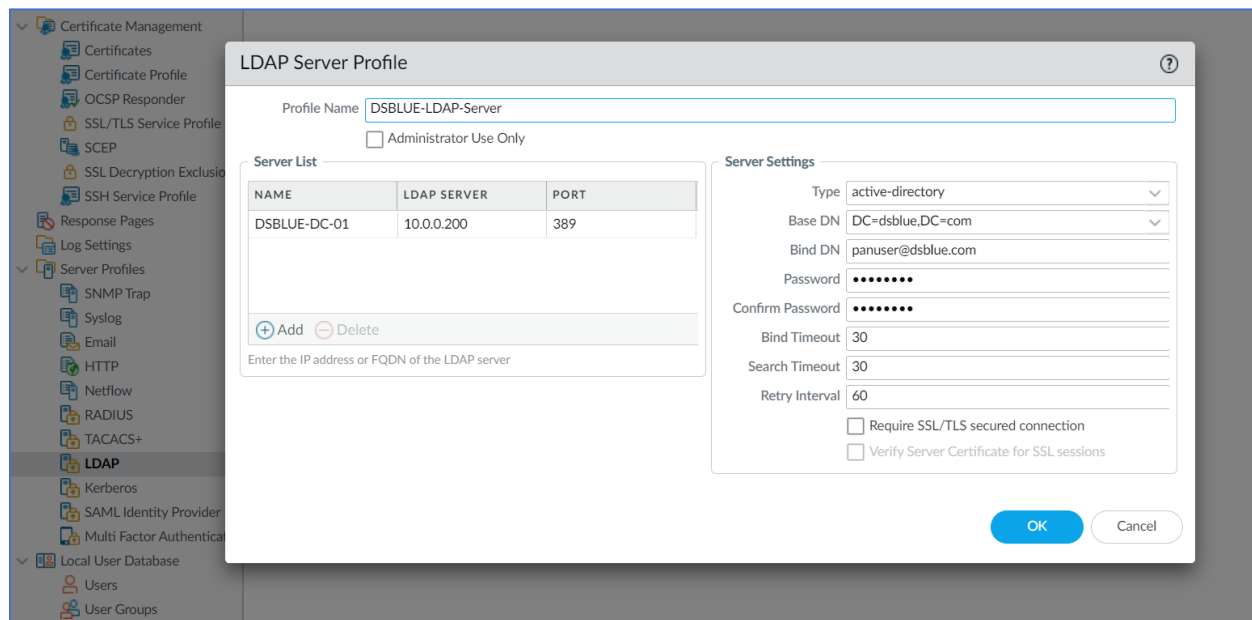 Certificate Management
Certificates
Certificate Profile
OCSP Responder
SSL/TLS Service Profile
SCEP
SSL Decryption Exclusio
SSH Service Profile
Response Pages
Log Settings
Server Profiles
SNMP Trap
Syslog
Email
HTTP
Netflow
RADIUS
TACACS+
LDAP
Kerberos
SAML Identity Provider
Multi Factor Authentica
Local User Database
Users
User Groups
LDAP Server Profile
?
Profile Name DSBLUE-LDAP-Server
Administrator Use Only
Server List
NAME LDAP SERVER PORT
DSBLUE-DC-01 10.0.0.200 389
Add Delete
Enter the IP address or FQDN of the LDAP server
Server Settings
Type active-directory
Base DN DC=dsblue,DC=com
Bind DN panuser@dsblue.com
Password ••••••••
Confirm Password ••••••••
Bind Timeout 30
Search Timeout 30
Retry Interval 60
Require SSL/TLS secured connection
Verify Server Certificate for SSL sessions
OK Cancel